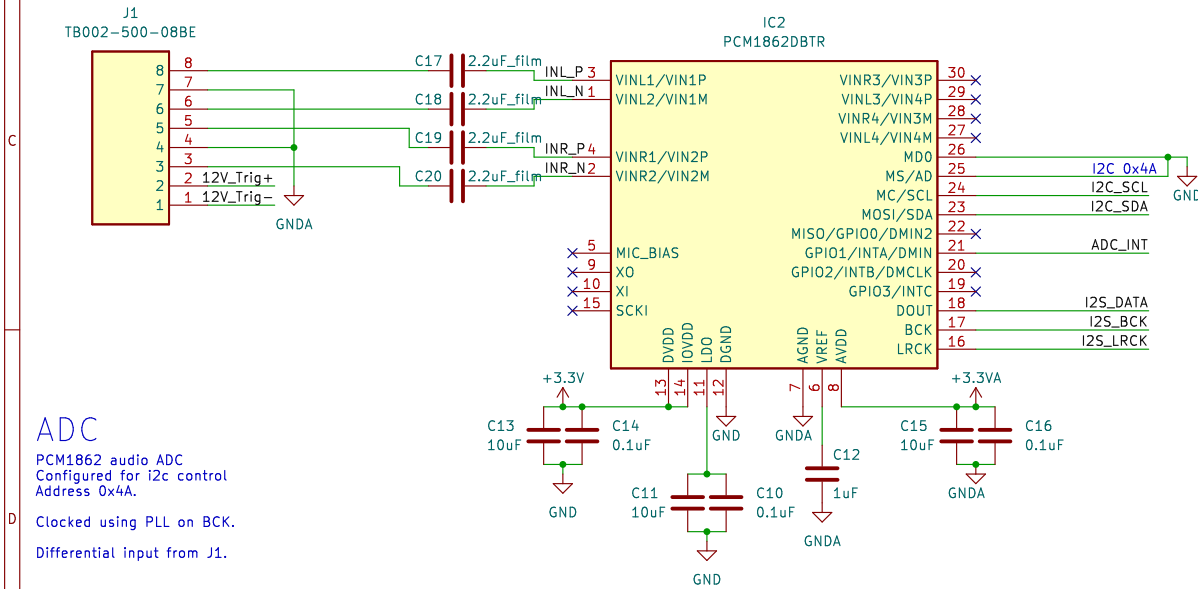 J1
TB002-500-08BE
8 8
7 7
6 6
5 5
4 4
3 3
2 2 12V_Trig+
1 1 12V_Trig-
GNDA
C17 2.2uF_film
C18 2.2uF_film
C19 2.2uF_film
C20 2.2uF_film
IC2
PCM1862DBTR
INL_P 3 VINL1/VIN1P
INL_N 1 VINL2/VIN1M
INR_P 4 VINR1/VIN2P
INR_N 2 VINR2/VIN2M
5 MIC_BIAS
9 XO
10 XI
15 SCKI
VINR3/VIN3P 30
VINL3/VIN4P 29
VINR4/VIN3M 28
VINL4/VIN4M 27
MD0 26
MS/AD 25 I2C 0x4A
MC/SCL 24 I2C_SCL
MOSI/SDA 23 I2C_SDA
MISO/GPIO0/DMIN2 22
GPIO1/INTA/DMIN 21 ADC_INT
GPIO2/INTB/DMCLK 20
GPIO3/INTC 19
DOUT 18 I2S_DATA
BCK 17 I2S_BCK
LRCK 16 I2S_LRCK
GND
DVDD 13
IOVDD 14
LDO 11
DGND 12
AGND 7
VREF 6
AVDD 8
+3.3V
C13
10uF
C14
0.1uF
GND
GND
C11
10uF
C10
0.1uF
GND
GNDA
C12
1uF
GNDA
+3.3VA
C15
10uF
C16
0.1uF
GNDA
C
D
ADC
PCM1862 audio ADC
Configured for i2c control
Address 0x4A.
Clocked using PLL on BCK.
Differential input from J1.